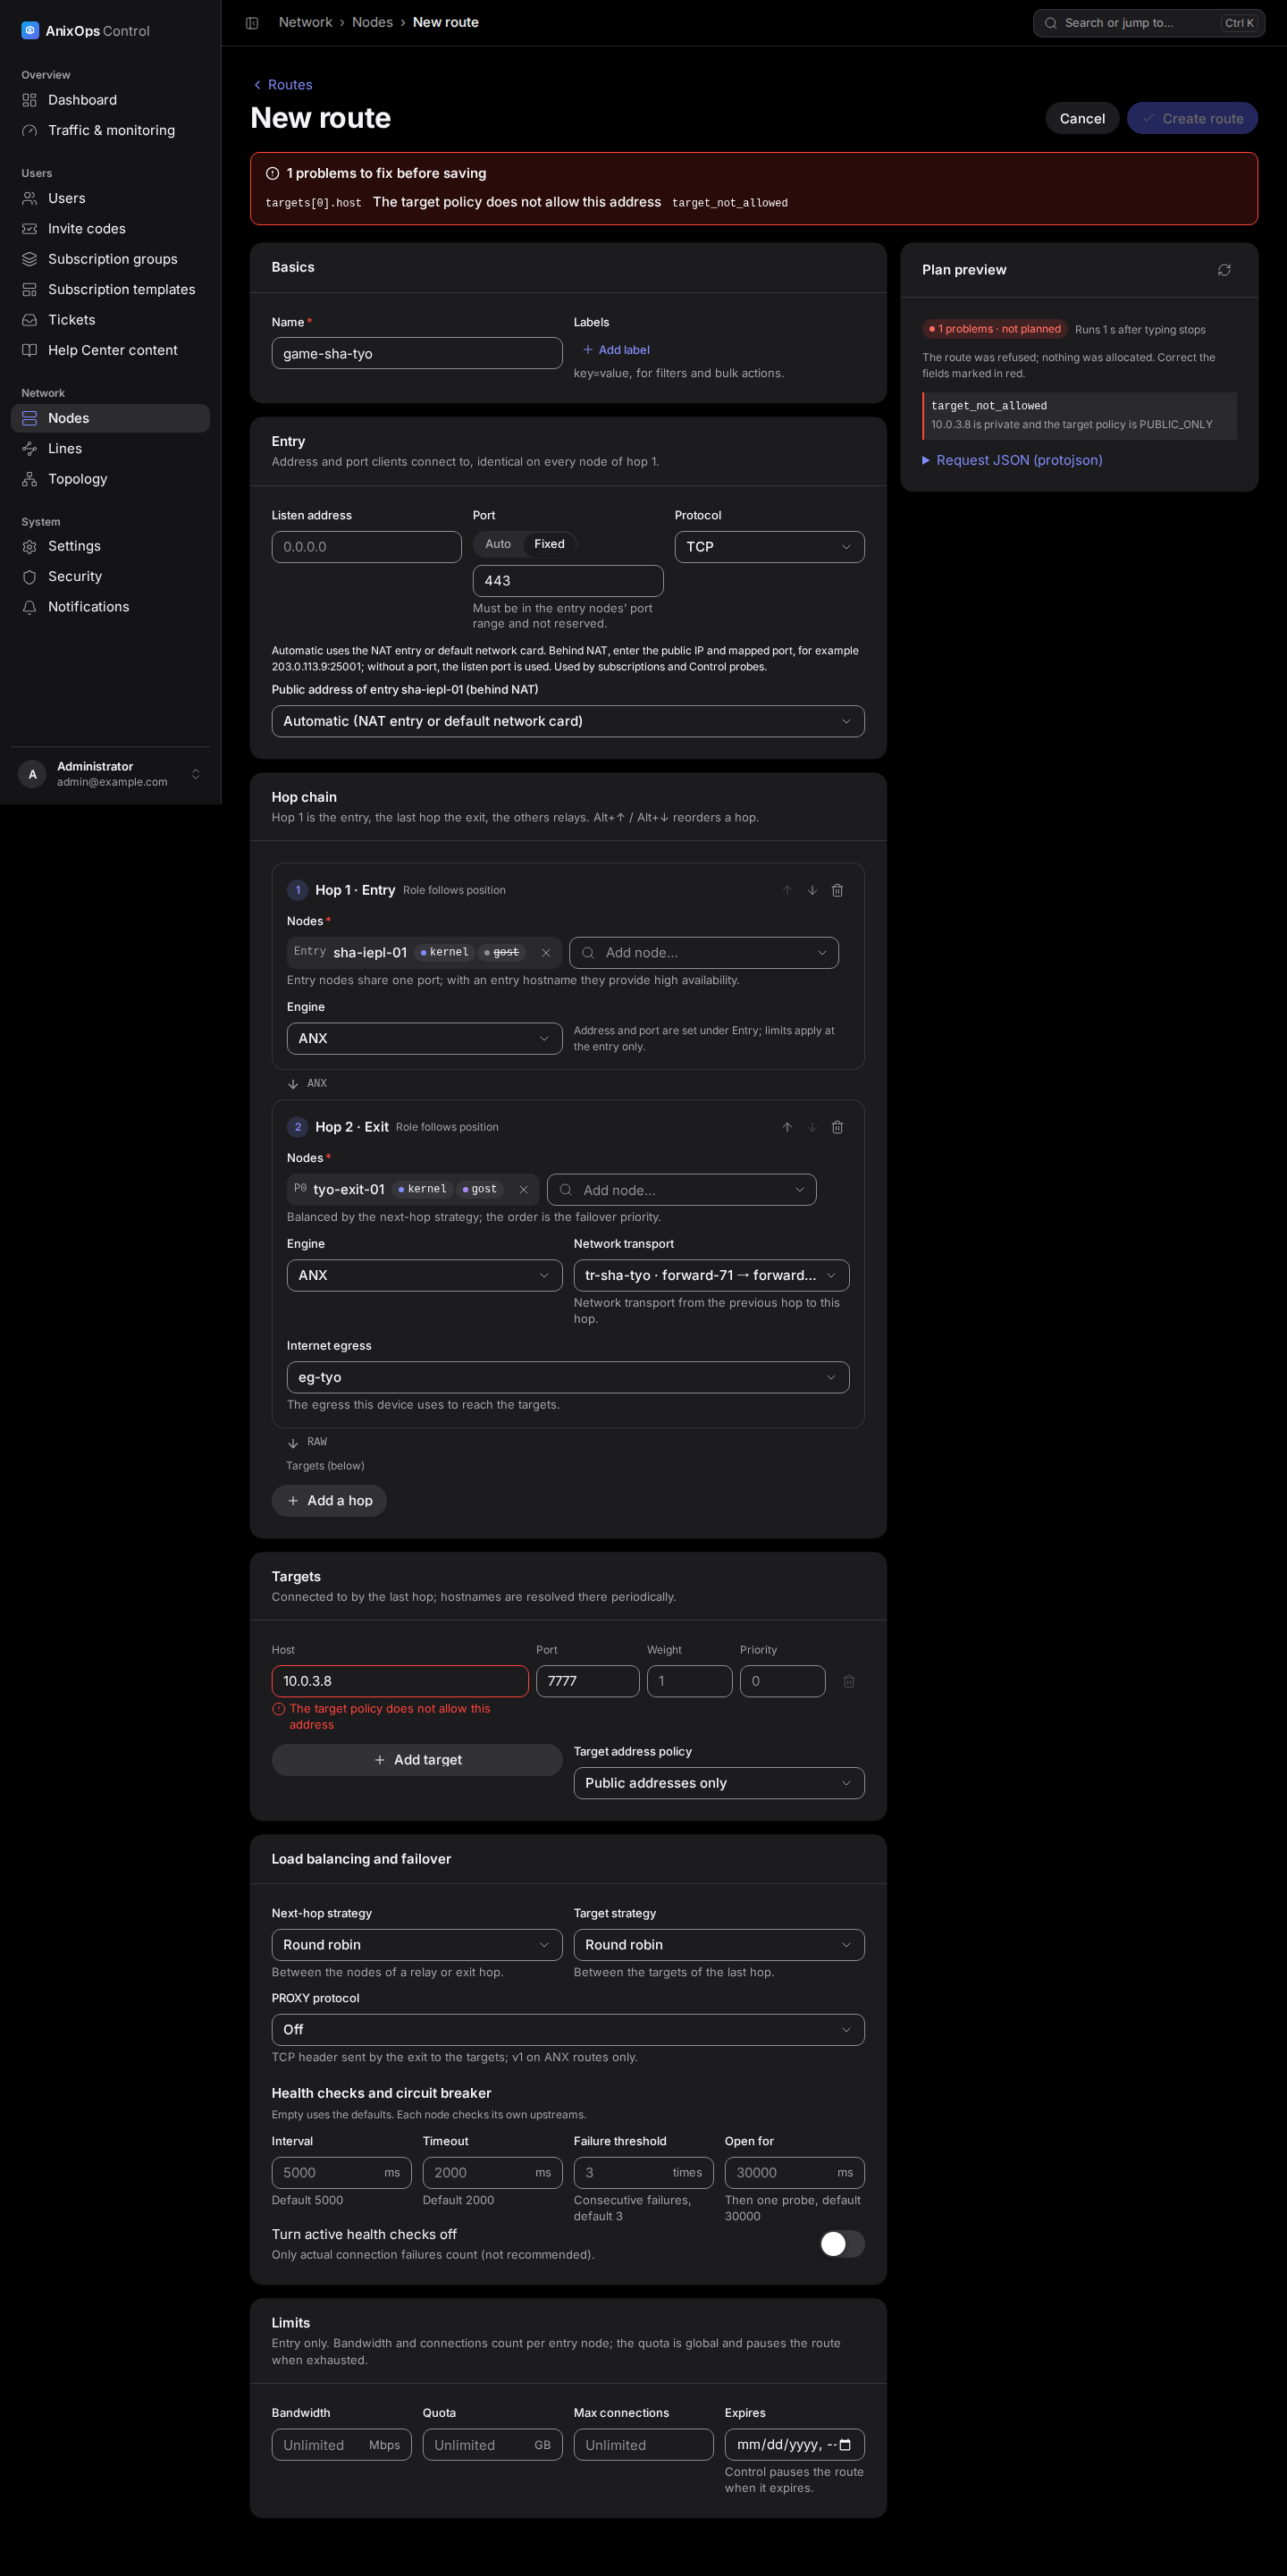 AnixOps Control
Overview
Dashboard
Traffic & monitoring
Users
Users
Invite codes
Subscription groups
Subscription templates
Tickets
Help Center content
Network
Nodes
Lines
Topology
System
Settings
Security
Notifications
A
Administrator
admin@example.com
Network › Nodes › New route
Search or jump to... Ctrl K
Routes
New route
Cancel
Create route
1 problems to fix before saving
targets[0].host The target policy does not allow this address target_not_allowed
Basics
Name *
game-sha-tyo
Labels
Add label
key=value, for filters and bulk actions.
Entry
Address and port clients connect to, identical on every node of hop 1.
Listen address
0.0.0.0
Port
Auto Fixed
443
Must be in the entry nodes’ port
range and not reserved.
Protocol
TCP
Automatic uses the NAT entry or default network card. Behind NAT, enter the public IP and mapped port, for example
203.0.113.9:25001; without a port, the listen port is used. Used by subscriptions and Control probes.
Public address of entry sha-iepl-01 (behind NAT)
Automatic (NAT entry or default network card)
Hop chain
Hop 1 is the entry, the last hop the exit, the others relays. Alt+↑ / Alt+↓ reorders a hop.
1 Hop 1 · Entry Role follows position
Nodes *
Entry sha-iepl-01 kernel gost
Add node...
Entry nodes share one port; with an entry hostname they provide high availability.
Engine
ANX
Address and port are set under Entry; limits apply at
the entry only.
ANX
2 Hop 2 · Exit Role follows position
Nodes *
P0 tyo-exit-01 kernel gost
Add node...
Balanced by the next-hop strategy; the order is the failover priority.
Engine
ANX
Network transport
tr-sha-tyo · forward-71 → forward...
Network transport from the previous hop to this
hop.
Internet egress
eg-tyo
The egress this device uses to reach the targets.
RAW
Targets (below)
Add a hop
Targets
Connected to by the last hop; hostnames are resolved there periodically.
Host Port Weight Priority
10.0.3.8 7777 1 0
The target policy does not allow this
address
Add target
Target address policy
Public addresses only
Load balancing and failover
Next-hop strategy
Round robin
Between the nodes of a relay or exit hop.
Target strategy
Round robin
Between the targets of the last hop.
PROXY protocol
Off
TCP header sent by the exit to the targets; v1 on ANX routes only.
Health checks and circuit breaker
Empty uses the defaults. Each node checks its own upstreams.
Interval
5000 ms
Default 5000
Timeout
2000 ms
Default 2000
Failure threshold
3 times
Consecutive failures,
default 3
Open for
30000 ms
Then one probe, default
30000
Turn active health checks off
Only actual connection failures count (not recommended).
Limits
Entry only. Bandwidth and connections count per entry node; the quota is global and pauses the route
when exhausted.
Bandwidth
Unlimited Mbps
Quota
Unlimited GB
Max connections
Unlimited
Expires
mm/dd/yyyy, --
Control pauses the route
when it expires.
Plan preview
1 problems · not planned
Runs 1 s after typing stops
The route was refused; nothing was allocated. Correct the
fields marked in red.
target_not_allowed
10.0.3.8 is private and the target policy is PUBLIC_ONLY
Request JSON (protojson)